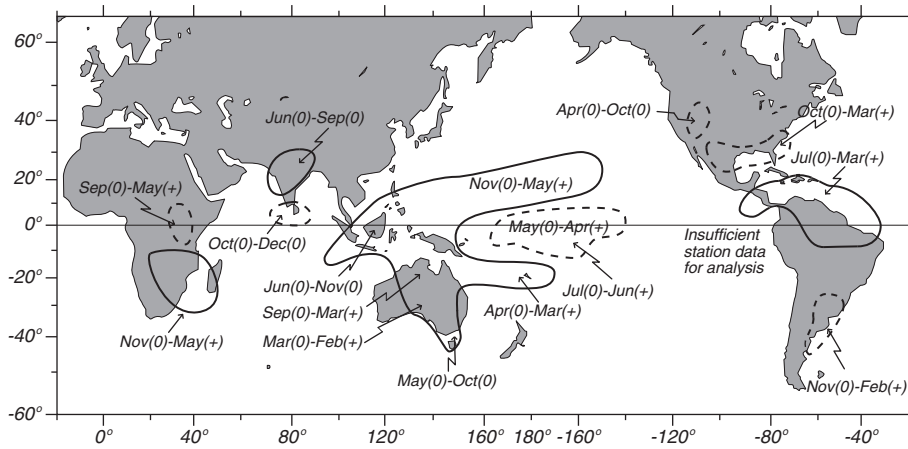 60°
40°
20°
0°
-20°
-40°
-60°
Jun(0)-Sep(0)
Apr(0)-Oct(0)
Oct(0)-Mar(+)
Jul(0)-Mar(+)
Sep(0)-May(+)
Nov(0)-May(+)
May(0)-Apr(+)
Oct(0)-Dec(0)
Insufficient
station data
for analysis
Jun(0)-Nov(0)
Jul(0)-Jun(+)
Sep(0)-Mar(+)
Apr(0)-Mar(+)
Nov(0)-May(+)
Mar(0)-Feb(+)
May(0)-Oct(0)
Nov(0)-Feb(+)
0° 40° 80° 120° 160° 180° -160° -120° -80° -40°